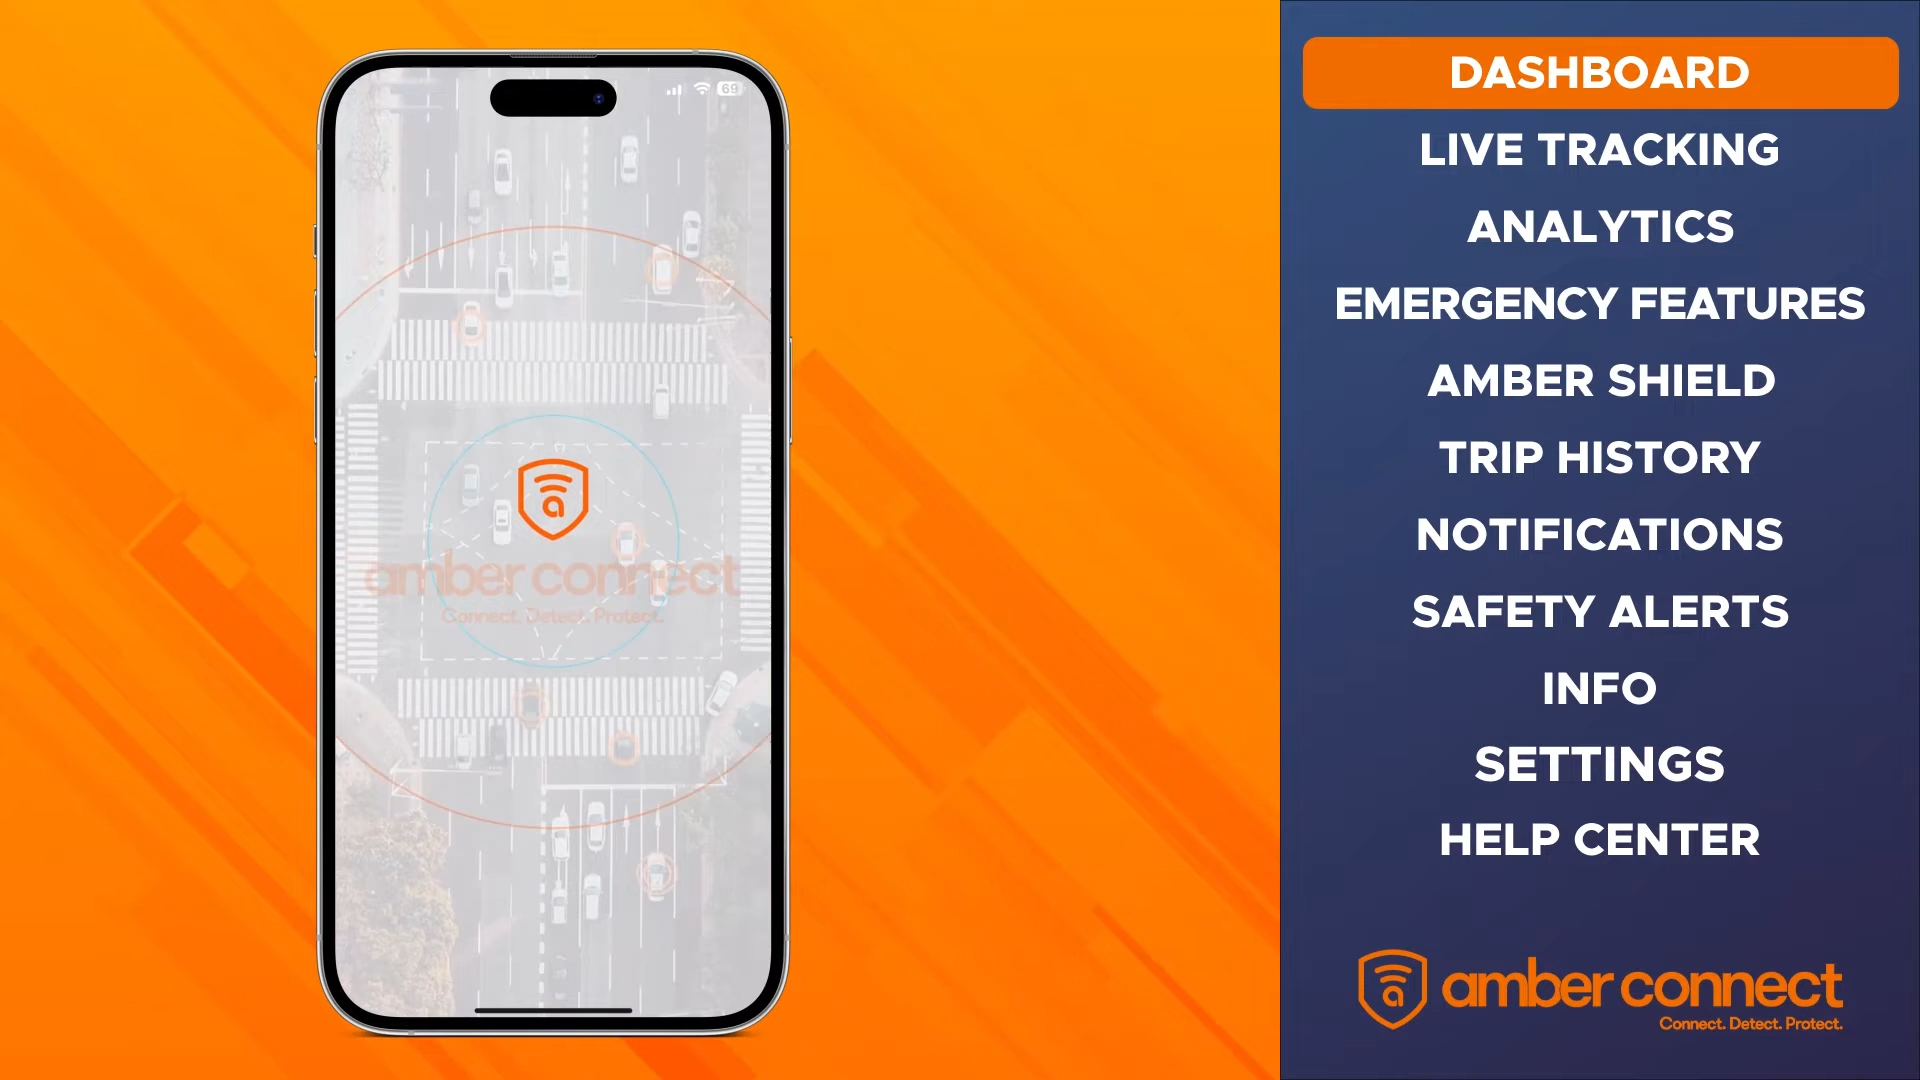 69
amber connect
Connect. Detect. Protect.
DASHBOARD
LIVE TRACKING
ANALYTICS
EMERGENCY FEATURES
AMBER SHIELD
TRIP HISTORY
NOTIFICATIONS
SAFETY ALERTS
INFO
SETTINGS
HELP CENTER
amber connect
Connect. Detect. Protect.